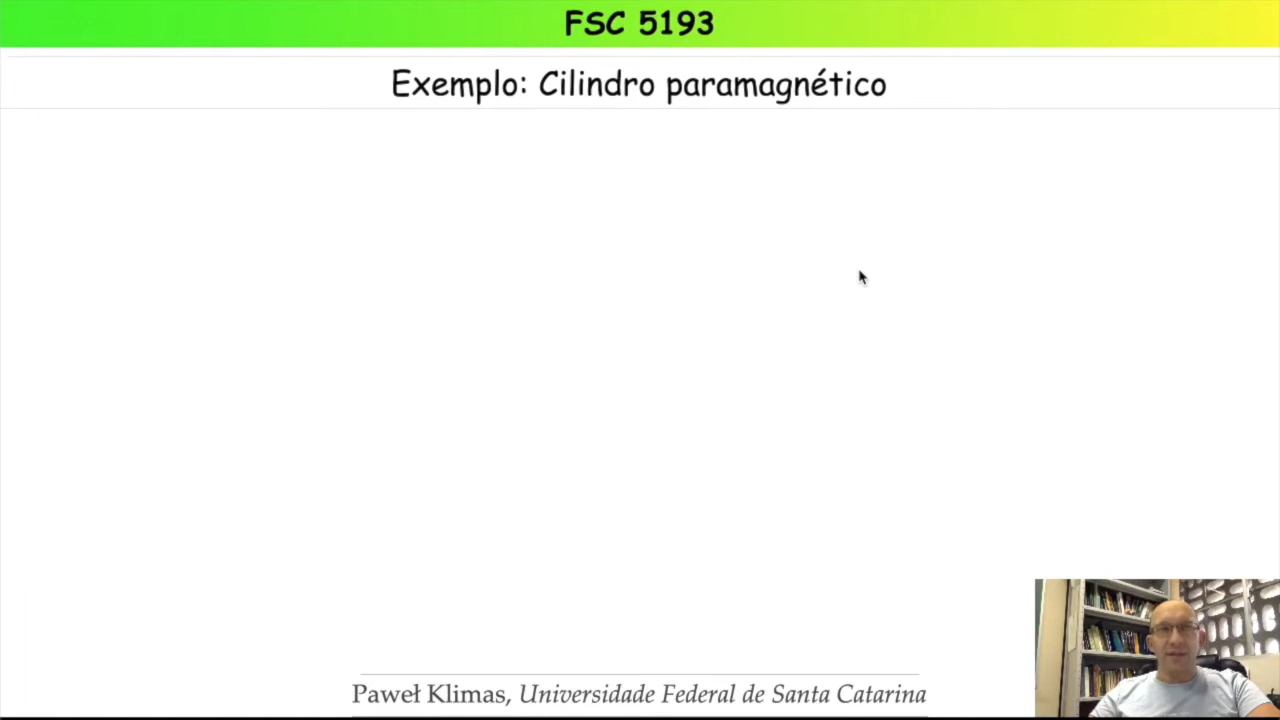 FSC 5193
Exemplo: Cilindro paramagnético
Paweł Klimas, Universidade Federal de Santa Catarina